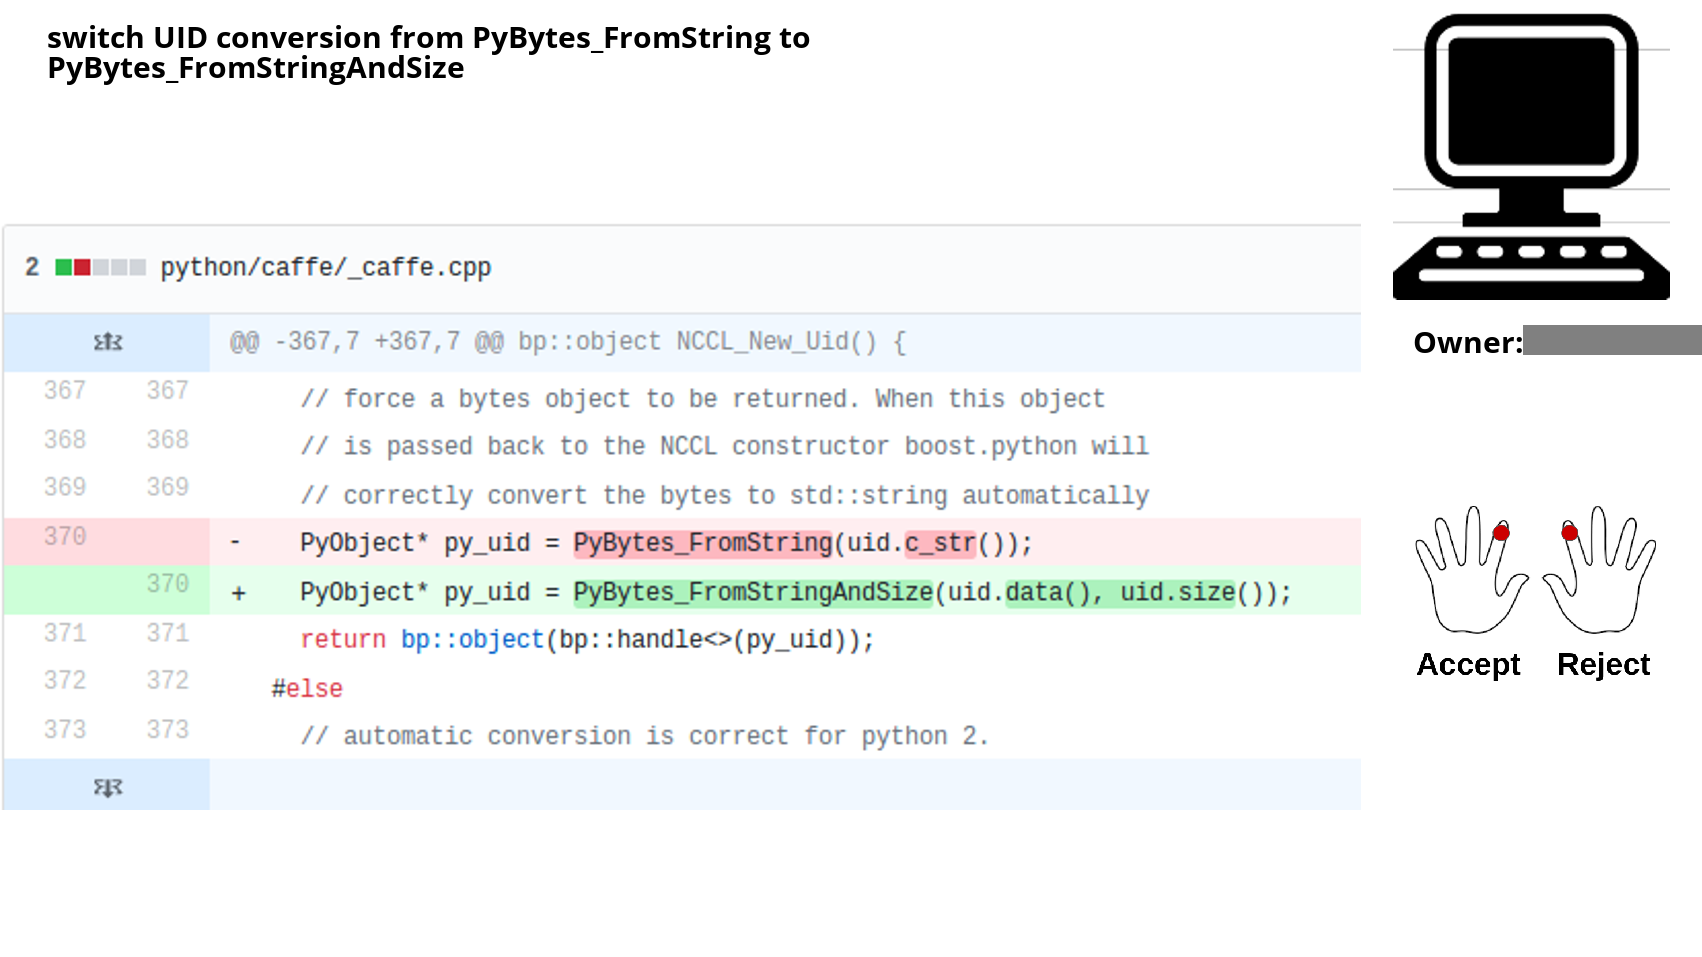 switch UID conversion from PyBytes_FromString to
PyBytes_FromStringAndSize
2 python/caffe/_caffe.cpp
@@ -367,7 +367,7 @@ bp::object NCCL_New_Uid() {
367 367 // force a bytes object to be returned. When this object
368 368 // is passed back to the NCCL constructor boost.python will
369 369 // correctly convert the bytes to std::string automatically
370 - PyObject* py_uid = PyBytes_FromString(uid.c_str());
370 + PyObject* py_uid = PyBytes_FromStringAndSize(uid.data(), uid.size());
371 371 return bp::object(bp::handle<>(py_uid));
372 372 #else
373 373 // automatic conversion is correct for python 2.
Owner:
Accept Reject